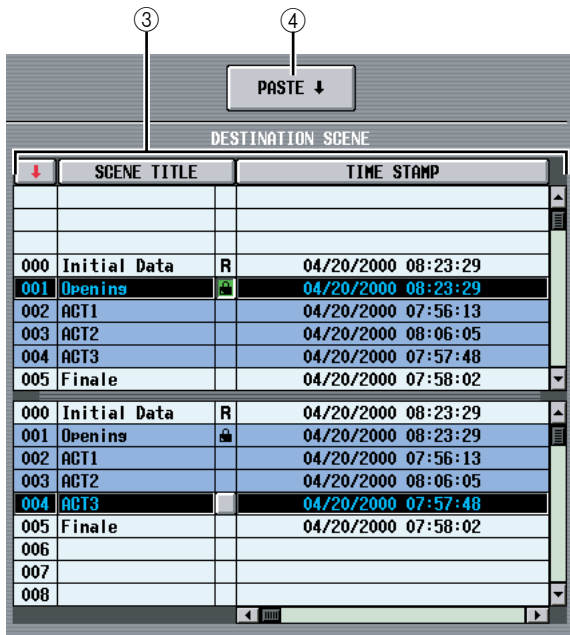 ③ ④
PASTE ↓
DESTINATION SCENE
↓ SCENE TITLE TIME STAMP
000 Initial Data R 04/20/2000 08:23:29
001 Opening 04/20/2000 08:23:29
002 ACT1 04/20/2000 07:56:13
003 ACT2 04/20/2000 08:06:05
004 ACT3 04/20/2000 07:57:48
005 Finale 04/20/2000 07:58:02
000 Initial Data R 04/20/2000 08:23:29
001 Opening 04/20/2000 08:23:29
002 ACT1 04/20/2000 07:56:13
003 ACT2 04/20/2000 08:06:05
004 ACT3 04/20/2000 07:57:48
005 Finale 04/20/2000 07:58:02
006
007
008